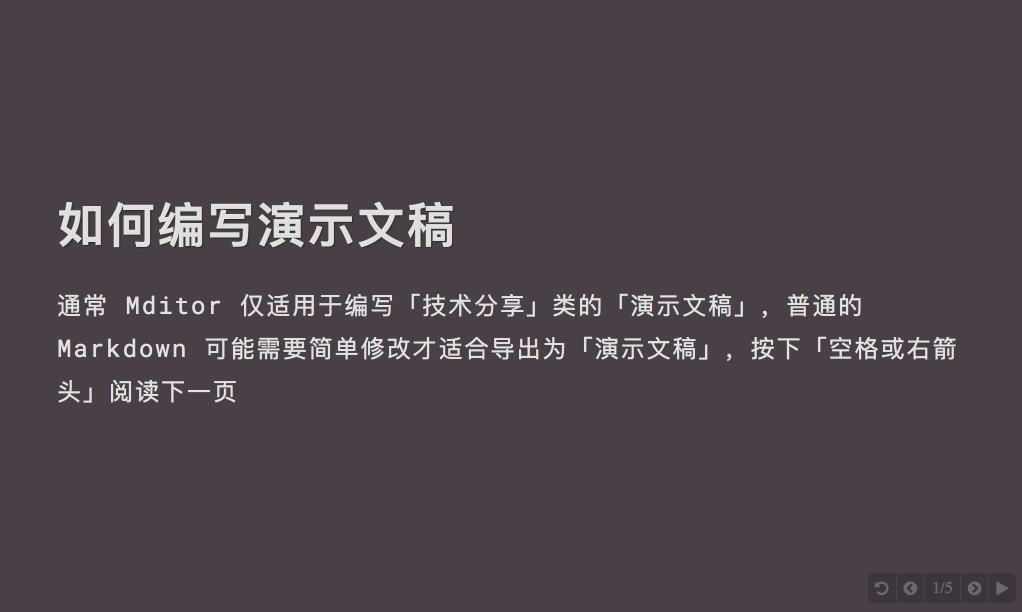 如何编写演示文稿
通常 Mditor 仅适用于编写「技术分享」类的「演示文稿」, 普通的
Markdown 可能需要简单修改才适合导出为「演示文稿」, 按下「空格或右箭
头」阅读下一页
1/5